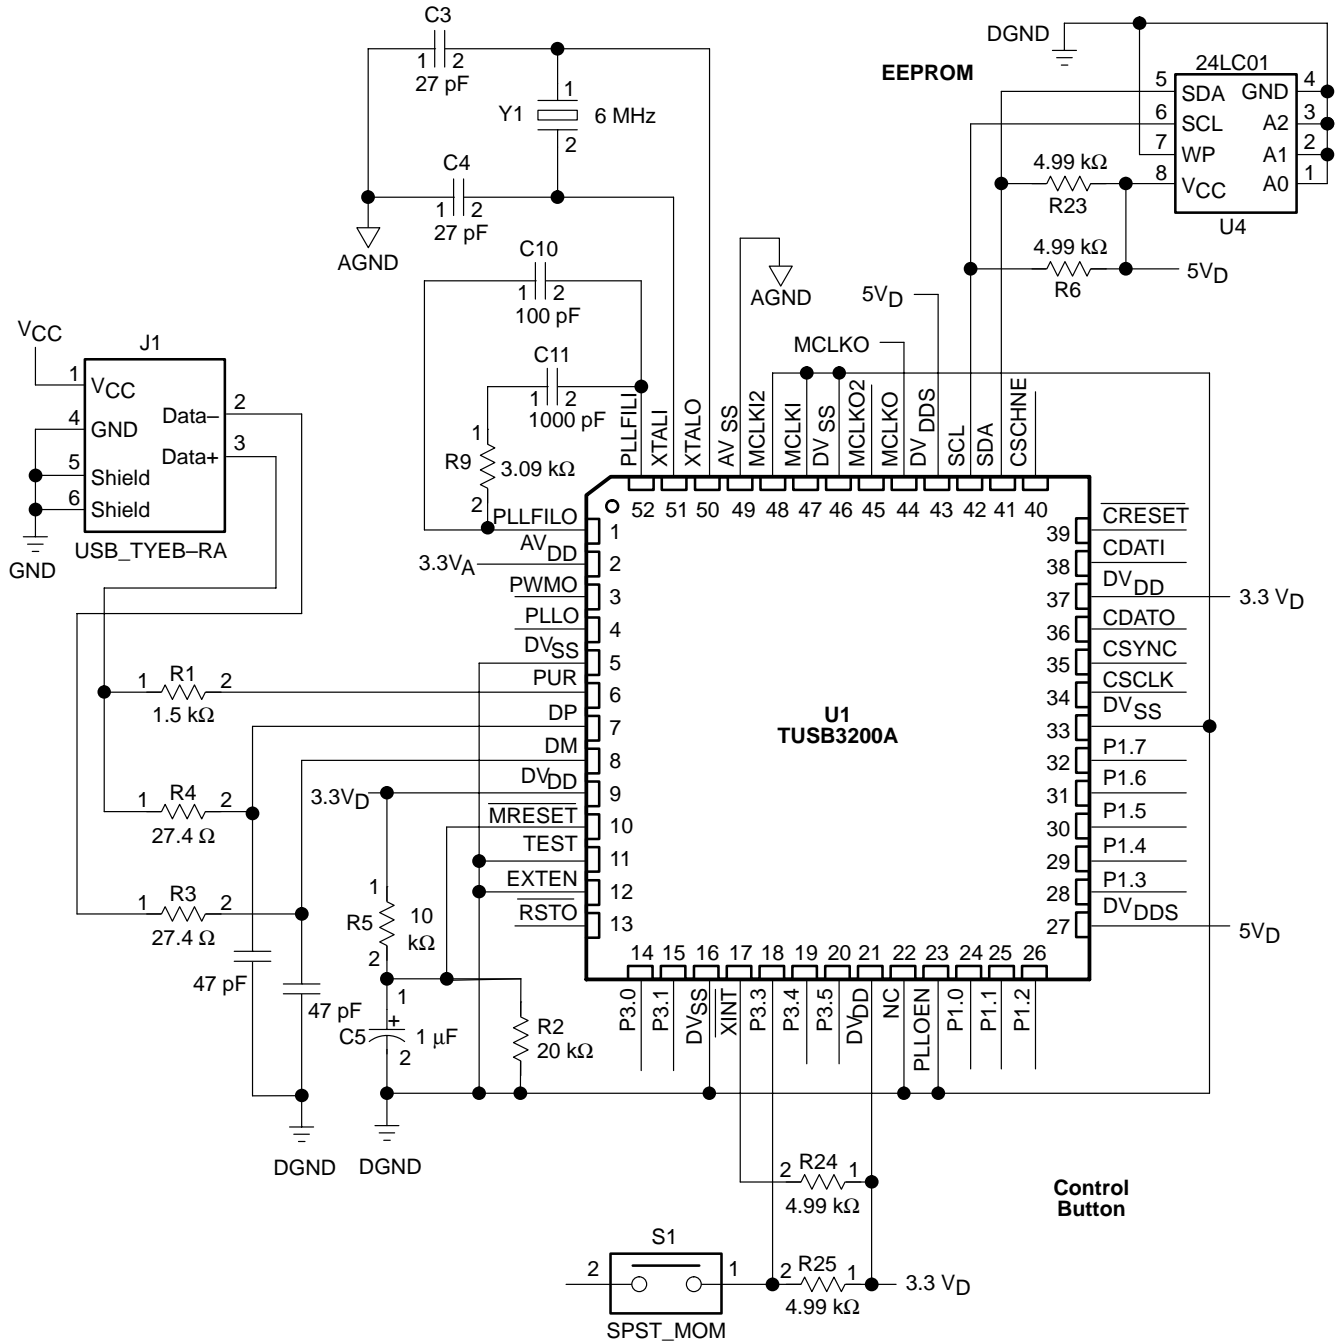 C3
1 2
27 pF
1
Y1
6 MHz
2
C4
1 2
27 pF
AGND
C10
1 2
100 pF
C11
1 2
1000 pF
1
R9
3.09 kΩ
2
AGND
5VD
MCLKO
DGND
EEPROM
24LC01
5 SDA GND 4
6 SCL A2 3
7 WP A1 2
8 VCC A0 1
U4
4.99 kΩ
R23
4.99 kΩ
R6
5VD
VCC
J1
1 VCC
Data– 2
4 GND
Data+ 3
5 Shield
6 Shield
USB_TYEB–RA
GND
PLLFILI
XTALI
XTALO
AVSS
MCLKI2
MCLKI
DVSS
MCLKO2
MCLKO
DVDDS
SCL
SDA
CSCHNE
52 51 50 49 48 47 46 45 44 43 42 41 40
PLLFILO 1
AVDD 2
3.3VA
PWMO 3
PLLO 4
DVSS 5
PUR 6
DP 7
DM 8
DVDD 9
3.3VD
MRESET 10
TEST 11
EXTEN 12
RSTO 13
U1
TUSB3200A
39 CRESET
38 CDATI
37 DVDD
3.3 VD
36 CDATO
35 CSYNC
34 CSCLK
33 DVSS
32 P1.7
31 P1.6
30 P1.5
29 P1.4
28 P1.3
27 DVDDS
5VD
14 15 16 17 18 19 20 21 22 23 24 25 26
P3.0
P3.1
DVSS
XINT
P3.3
P3.4
P3.5
DVDD
NC
PLLOEN
P1.0
P1.1
P1.2
1 R1 2
1.5 kΩ
1 R4 2
27.4 Ω
1 R3 2
27.4 Ω
47 pF
47 pF
DGND
1
R5
10
kΩ
2
1
+
C5
1 μF
2
DGND
R2
20 kΩ
2 R24 1
4.99 kΩ
2 R25 1
4.99 kΩ
3.3 VD
S1
2 1
SPST_MOM
Control
Button